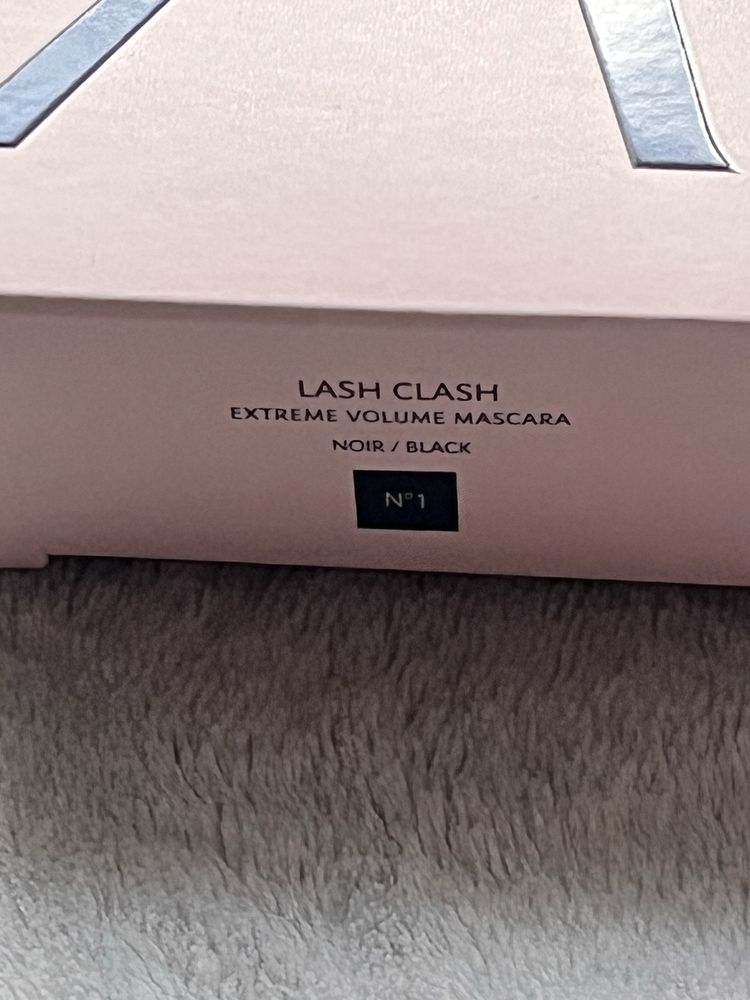 LASH CLASH
EXTREME VOLUME MASCARA
NOIR / BLACK
N°1